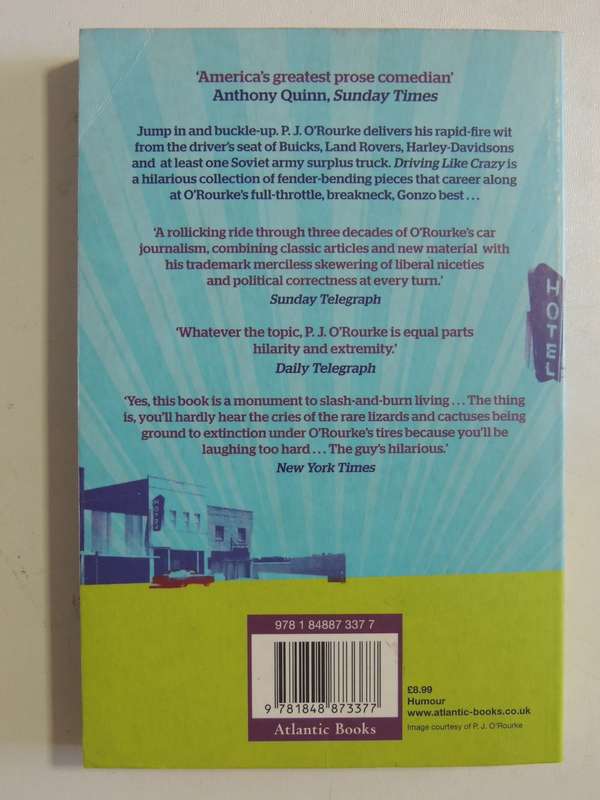 ‘America’s greatest prose comedian’
Anthony Quinn, Sunday Times
Jump in and buckle-up. P. J. O’Rourke delivers his rapid-fire wit
from the driver’s seat of Buicks, Land Rovers, Harley-Davidsons
and at least one Soviet army surplus truck. Driving Like Crazy is
a hilarious collection of fender-bending pieces that career along
at O’Rourke’s full-throttle, breakneck, Gonzo best . . .
‘A rollicking ride through three decades of O’Rourke’s car
journalism, combining classic articles and new material with
his trademark merciless skewering of liberal niceties
and political correctness at every turn.’
Sunday Telegraph
‘Whatever the topic, P. J. O’Rourke is equal parts
hilarity and extremity.’
Daily Telegraph
‘Yes, this book is a monument to slash-and-burn living . . . The thing
is, you’ll hardly hear the cries of the rare lizards and cactuses being
ground to extinction under O’Rourke’s tires because you’ll be
laughing too hard . . . The guy’s hilarious.’
New York Times
HOTEL
HOTEL
978 1 84887 337 7
9 781848 873377
Atlantic Books
£8.99
Humour
www.atlantic-books.co.uk
Image courtesy of P. J. O’Rourke